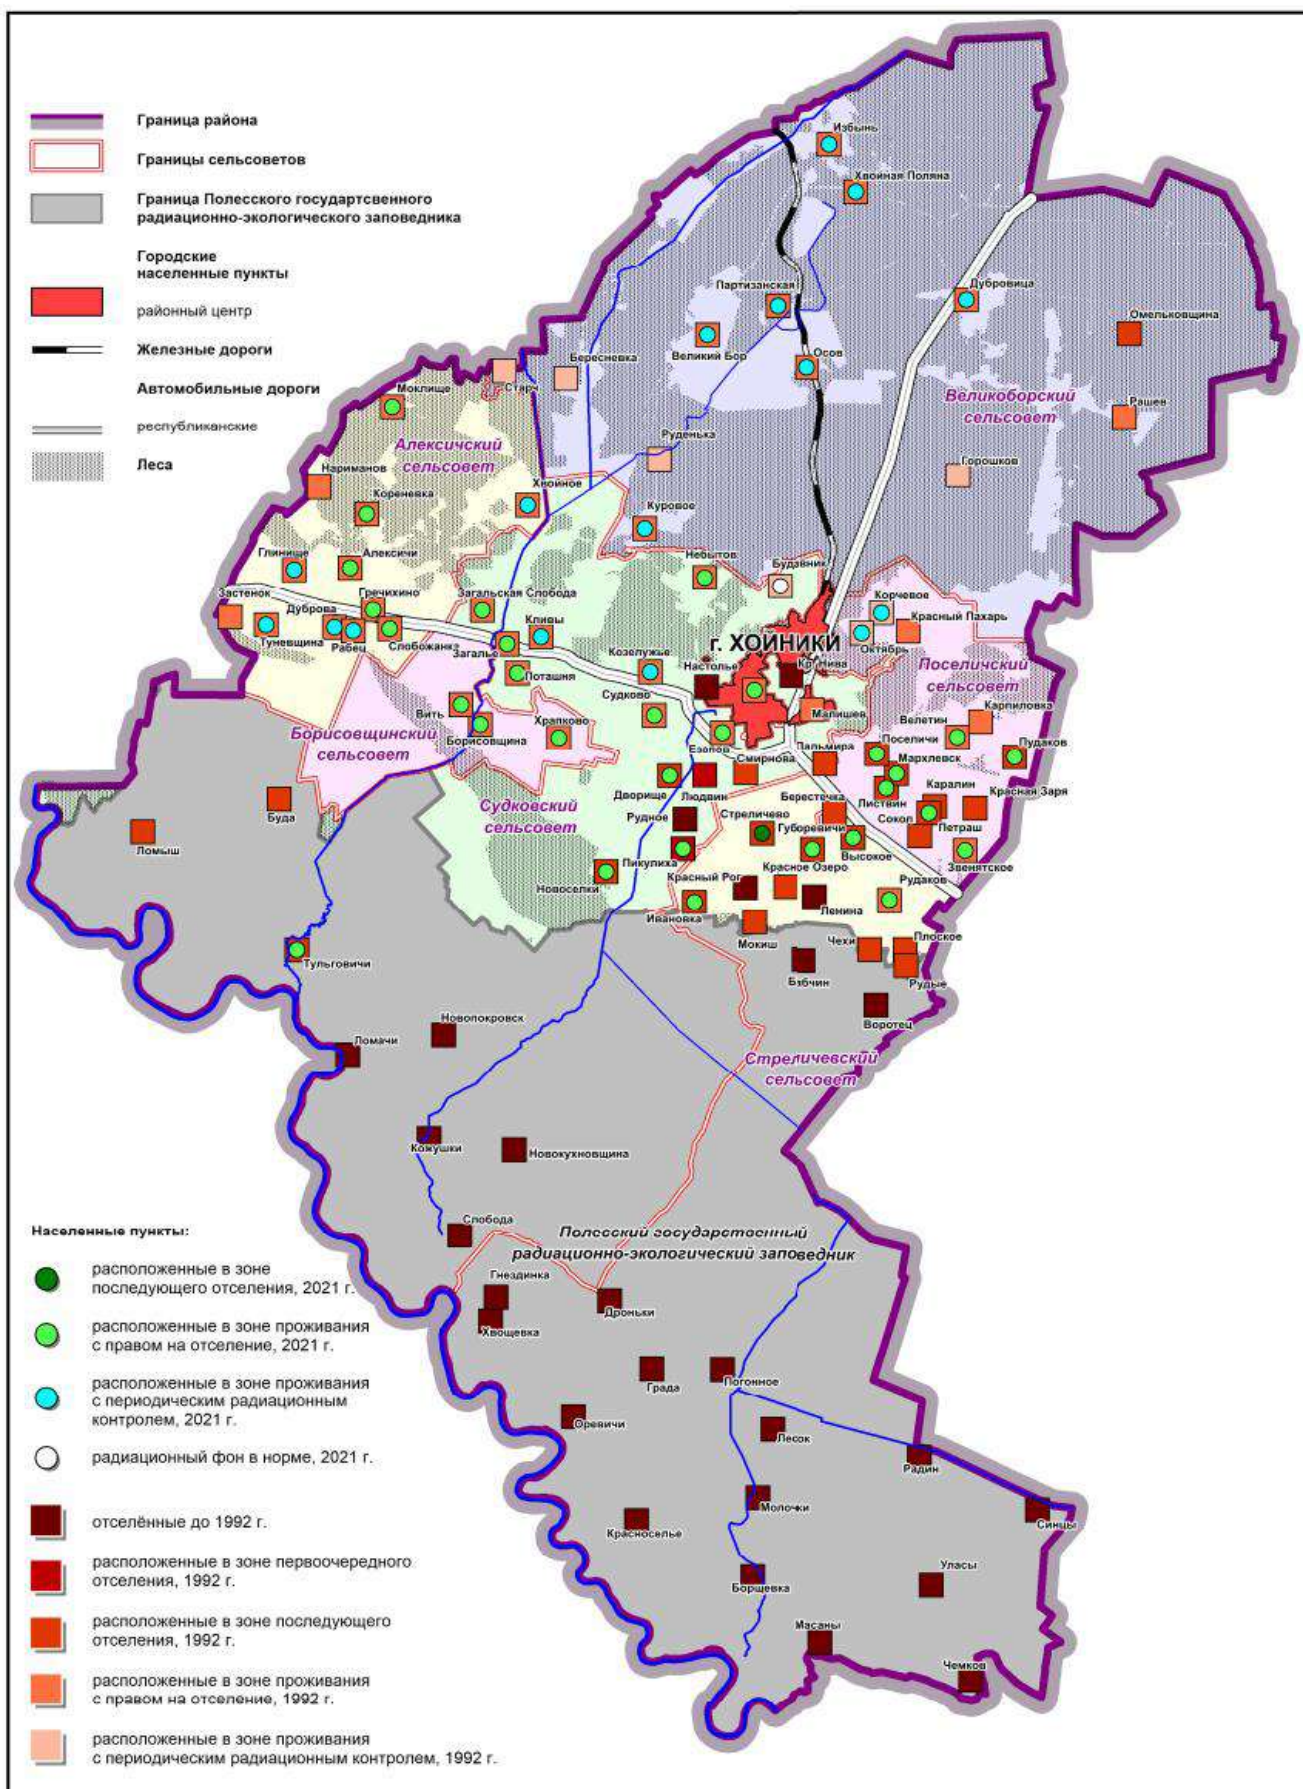 Граница района
Границы сельсоветов
Граница Полесского государтсвенного
радиационно-экологического заповедника
Городские
населенные пункты
районный центр
Железные дороги
Автомобильные дороги
республиканские
Леса
Избынь
Хвойная Поляна
Партизанская
Дубровица
Омельковщина
Великий Бор
Осов
Бересневка
Старч
Моклище
Великоборский
сельсовет
Рашев
Алексичский
сельсовет
Руденька
Горошков
Нариманов
Кореневка
Хвойное
Куровое
Глинище
Алексичи
Небытов
Будавник
Застенок
Гречихино
Загальская Слобода
Корчевое
Красный Пахарь
Дуброва
Туневщина
Рабец
Слобожанка
Загалье
Кливы
Козелужье
г. ХОЙНИКИ
Октябрь
Настолье
Кр. Нива
Поселичский
сельсовет
Поташня
Судково
Малишев
Карпиловка
Вить
Борисовщина
Храпково
Борисовщинский
сельсовет
Езапов
Велетин
Поселичи
Пудаков
Смирнова
Пальмира
Мархлевск
Дворище
Людвин
Каралин
Красная Заря
Листвин
Берестечка
Судковский
сельсовет
Буда
Рудное
Стреличево
Губоревичи
Сокол
Петраш
Ломыш
Высокое
Звенятское
Пикулиха
Красное Озеро
Новоселки
Красный Рог
Рудаков
Ивановка
Ленина
Мокиш
Чехи
Плоское
Тульговичи
Бабчин
Рудые
Новопокровск
Воротец
Ломачи
Стреличевский
сельсовет
Кожушки
Новокухновщина
Слобода
Полесский государственный
радиационно-экологический заповедник
Гнездинка
Дроньки
Хвощевка
Града
Погонное
Оревичи
Лесок
Радин
Молочки
Синцы
Красноселье
Уласы
Борщевка
Масаны
Чемков
Населенные пункты:
расположенные в зоне
последующего отселения, 2021 г.
расположенные в зоне проживания
с правом на отселение, 2021 г.
расположенные в зоне проживания
с периодическим радиационным
контролем, 2021 г.
радиационный фон в норме, 2021 г.
отселённые до 1992 г.
расположенные в зоне первоочередного
отселения, 1992 г.
расположенные в зоне последующего
отселения, 1992 г.
расположенные в зоне проживания
с правом на отселение, 1992 г.
расположенные в зоне проживания
с периодическим радиационным контролем, 1992 г.